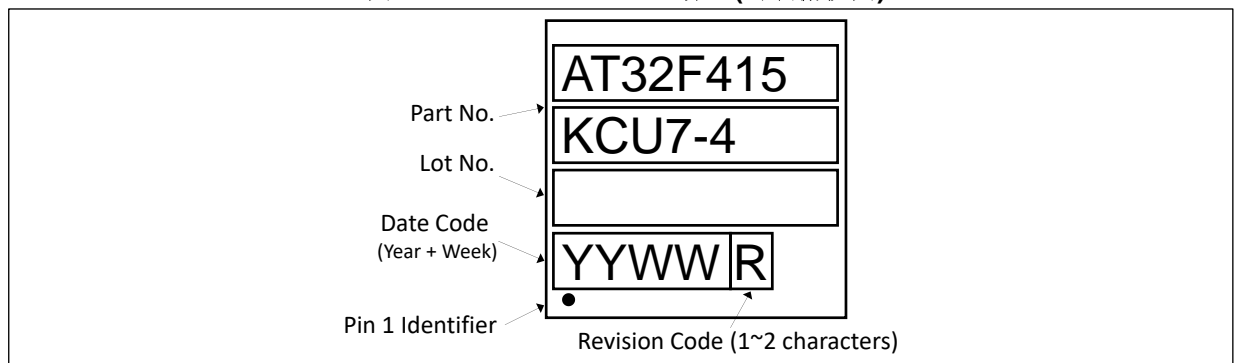 AT32F415
Part No.
KCU7-4
Lot No.
Date Code
(Year + Week)
YYWW R
Pin 1 Identifier
Revision Code (1~2 characters)